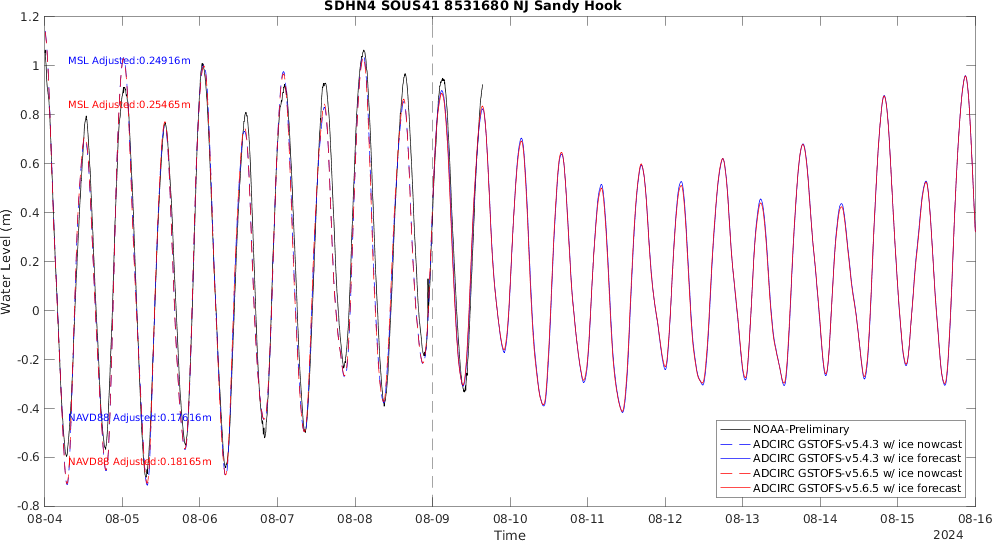 SDHN4 SOUS41 8531680 NJ Sandy Hook
Water Level (m)
1.2
1
0.8
0.6
0.4
0.2
0
-0.2
-0.4
-0.6
-0.8
MSL Adjusted:0.24916m
MSL Adjusted:0.25465m
NAVD88 Adjusted:0.17616m
NAVD88 Adjusted:0.18165m
NOAA-Preliminary
ADCIRC GSTOFS-v5.4.3 w/ ice nowcast
ADCIRC GSTOFS-v5.4.3 w/ ice forecast
ADCIRC GSTOFS-v5.6.5 w/ ice nowcast
ADCIRC GSTOFS-v5.6.5 w/ ice forecast
08-04 08-05 08-06 08-07 08-08 08-09 08-10 08-11 08-12 08-13 08-14 08-15 08-16
Time
2024